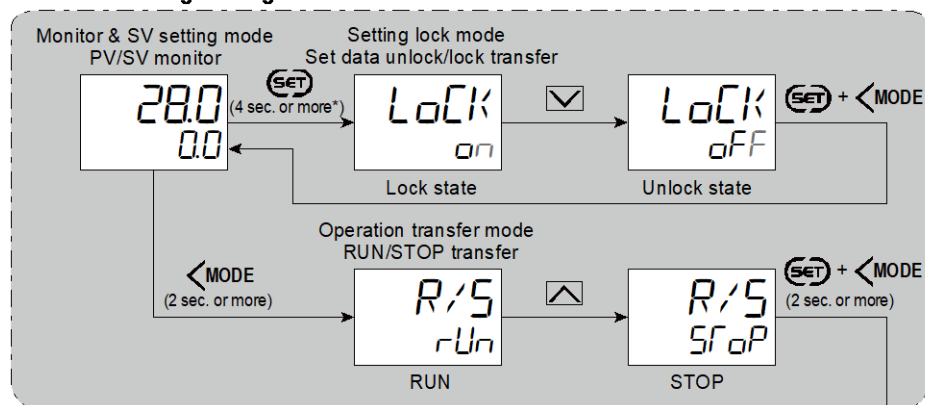 Monitor & SV setting mode
PV/SV monitor
28.0
0.0
SET
(4 sec. or more*)
Setting lock mode
Set data unlock/lock transfer
LoCK
on
Lock state
LoCK
oFF
Unlock state
SET + <MODE
<MODE
(2 sec. or more)
Operation transfer mode
RUN/STOP transfer
R/S
rUn
RUN
R/S
SToP
STOP
SET + <MODE
(2 sec. or more)